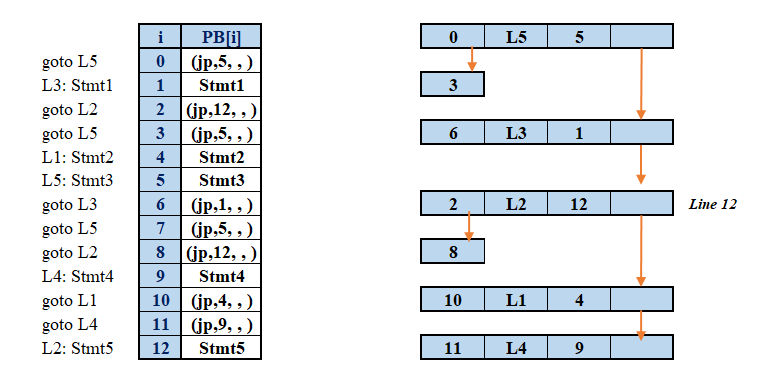 i PB[i] 0 L5 5
goto L5 0 (jp,5, , )
L3: Stmt1 1 Stmt1 3
goto L2 2 (jp,12, , )
goto L5 3 (jp,5, , ) 6 L3 1
L1: Stmt2 4 Stmt2
L5: Stmt3 5 Stmt3
goto L3 6 (jp,1, , ) 2 L2 12 Line 12
goto L5 7 (jp,5, , )
goto L2 8 (jp,12, , ) 8
L4: Stmt4 9 Stmt4
goto L1 10 (jp,4, , ) 10 L1 4
goto L4 11 (jp,9, , )
L2: Stmt5 12 Stmt5 11 L4 9